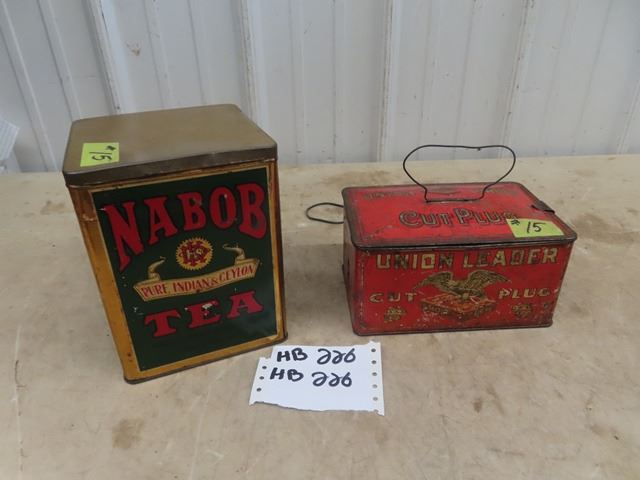 #15
NABOB
PURE INDIAN & CEYLON
TEA
CUT PLUG
#15
UNION LEADER
CUT PLUG
HB 226
HB 226